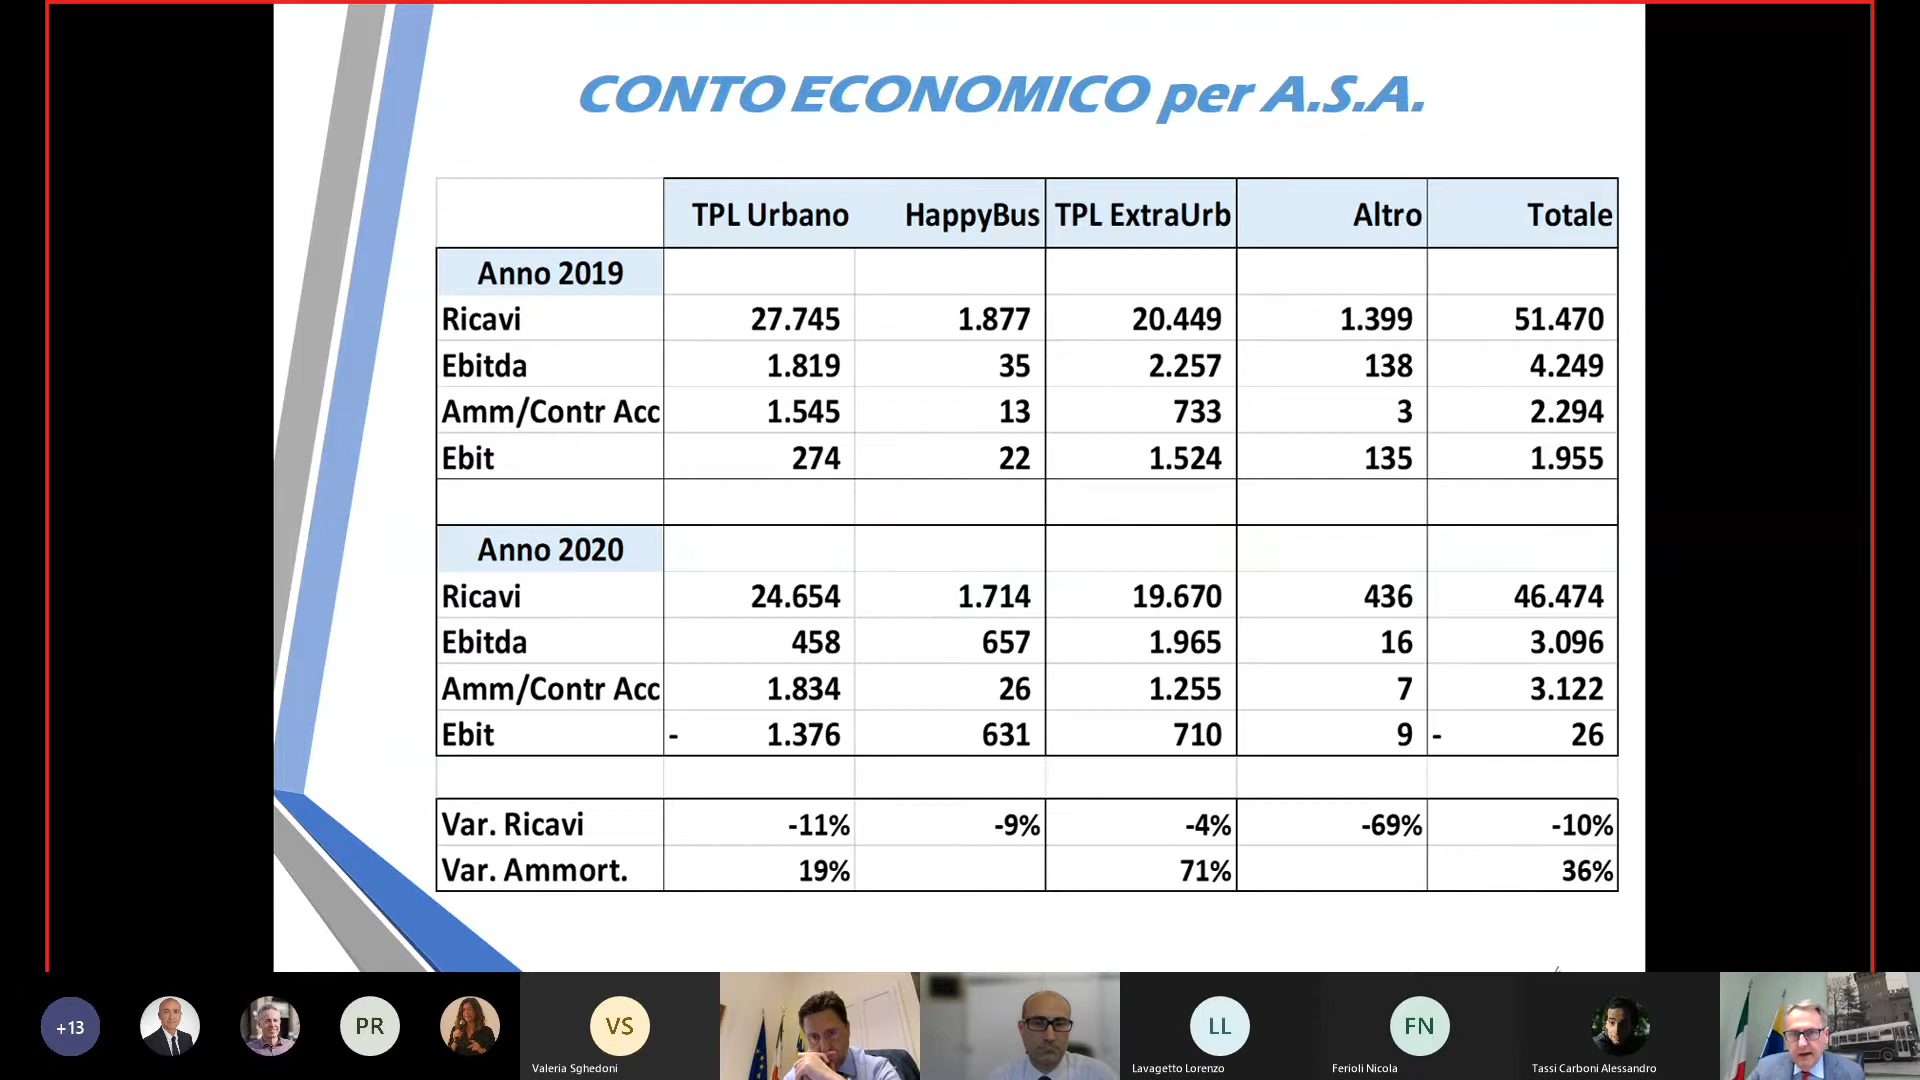 CONTO ECONOMICO per A.S.A.
TPL Urbano HappyBus TPL ExtraUrb Altro Totale
Anno 2019
Ricavi 27.745 1.877 20.449 1.399 51.470
Ebitda 1.819 35 2.257 138 4.249
Amm/Contr Acc 1.545 13 733 3 2.294
Ebit 274 22 1.524 135 1.955
Anno 2020
Ricavi 24.654 1.714 19.670 436 46.474
Ebitda 458 657 1.965 16 3.096
Amm/Contr Acc 1.834 26 1.255 7 3.122
Ebit - 1.376 631 710 9 - 26
Var. Ricavi -11% -9% -4% -69% -10%
Var. Ammort. 19% 71% 36%
+13 PR VS LL FN
Valeria Sghedoni Lavagetto Lorenzo Ferioli Nicola Tassi Carboni Alessandro